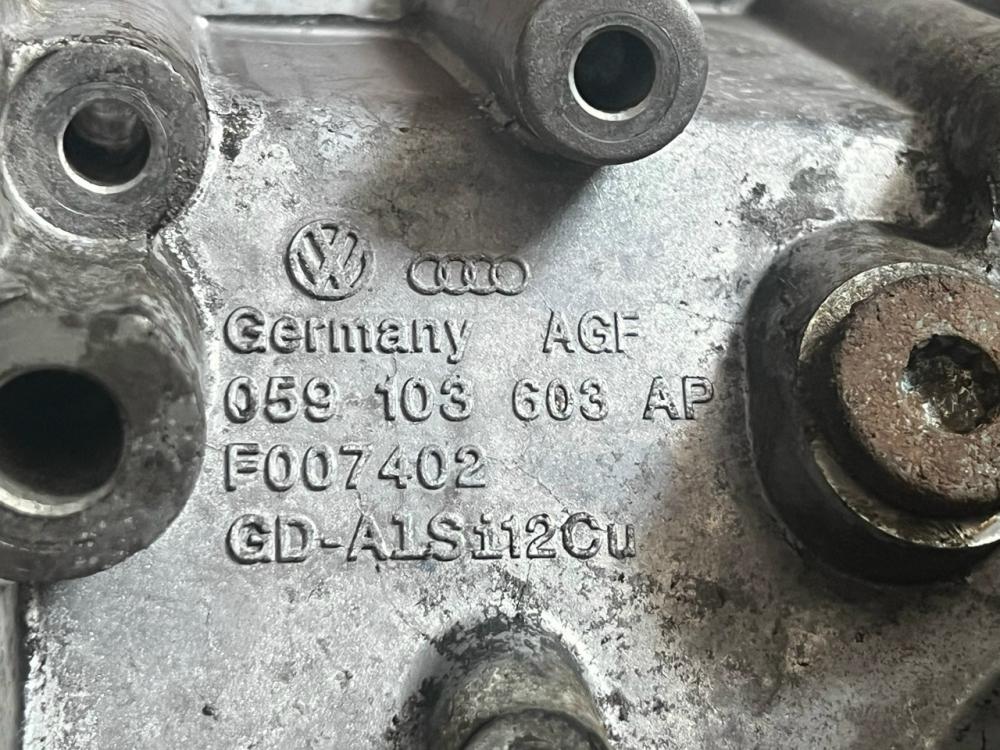 Germany AGF
059 103 603 AP
F007402
GD-AlSi12Cu